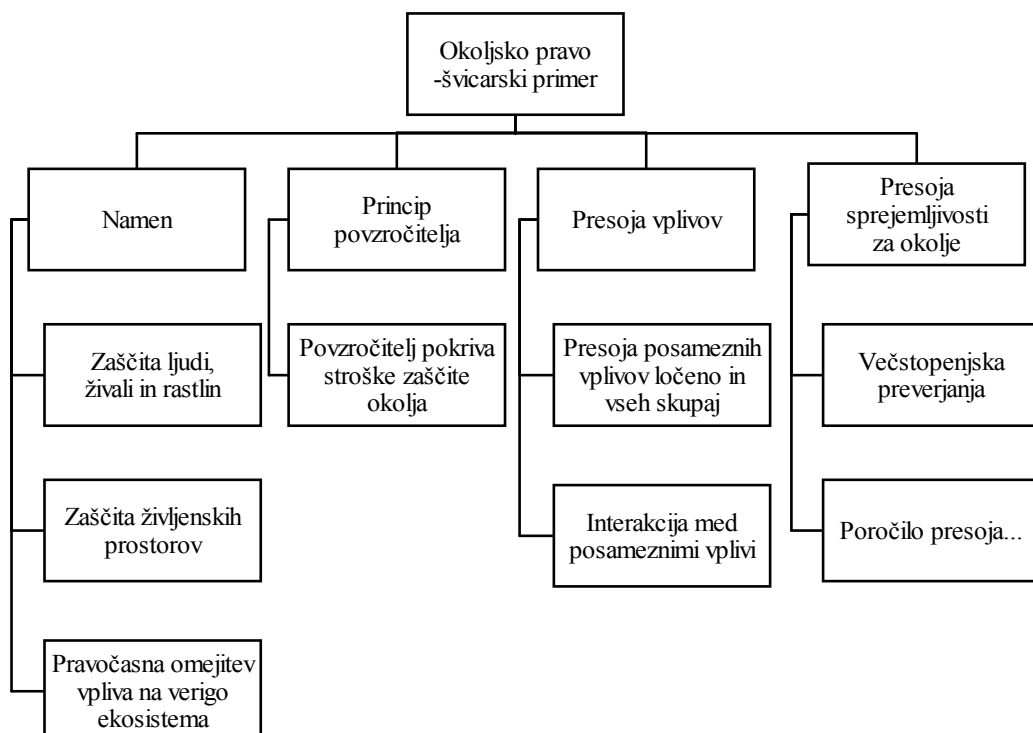 Okoljsko pravo
-švicarski primer
Namen
Princip
povzročitelja
Presoja vplivov
Presoja
sprejemljivosti
za okolje
Zaščita ljudi,
živali in rastlin
Povzročitelj pokriva
stroške zaščite
okolja
Presoja posameznih
vplivov ločeno in
vseh skupaj
Večstopenjska
preverjanja
Zaščita življenskih
prostorov
Interakcija med
posameznimi vplivi
Poročilo presoja...
Pravočasna omejitev
vpliva na verigo
ekosistema